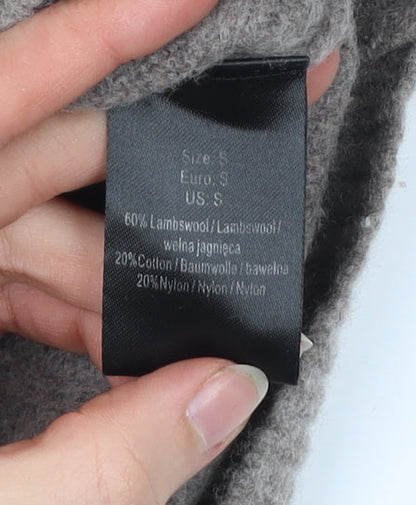 Size: S
Euro: S
US: S
60% Lambswool / Lambswool /
wełna jagnięca
20%Cotton / Baumwolle / bawełna
20%Nylon / Nylon / Nylon